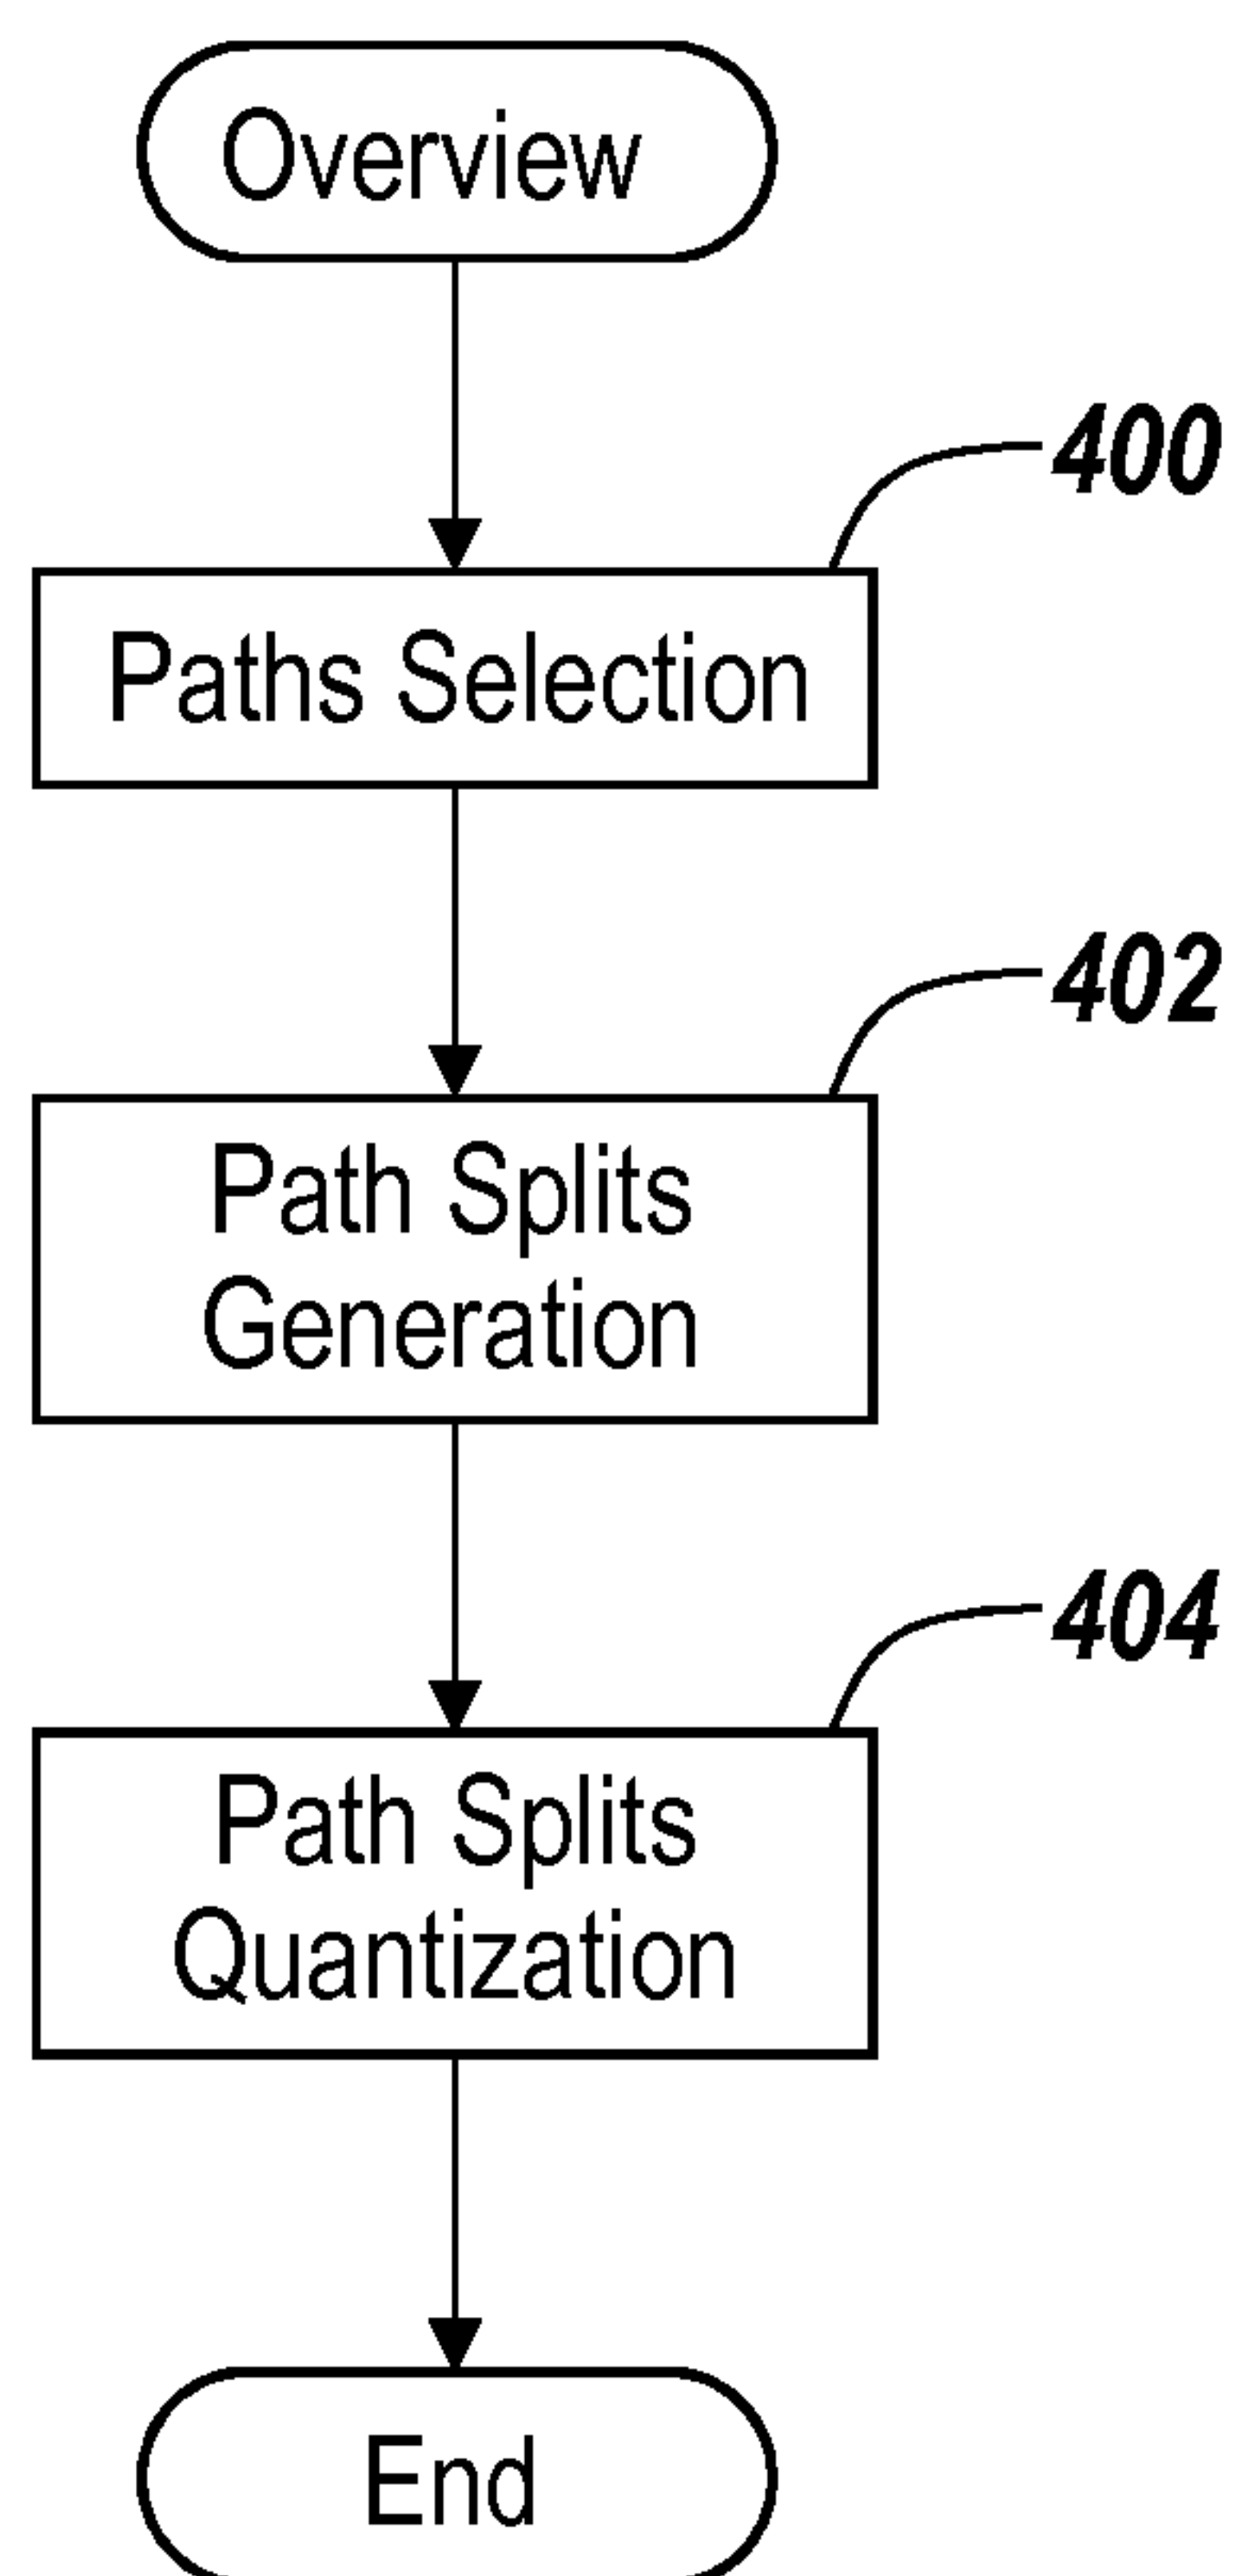 Overview
400
Paths Selection
402
Path Splits
Generation
404
Path Splits
Quantization
End